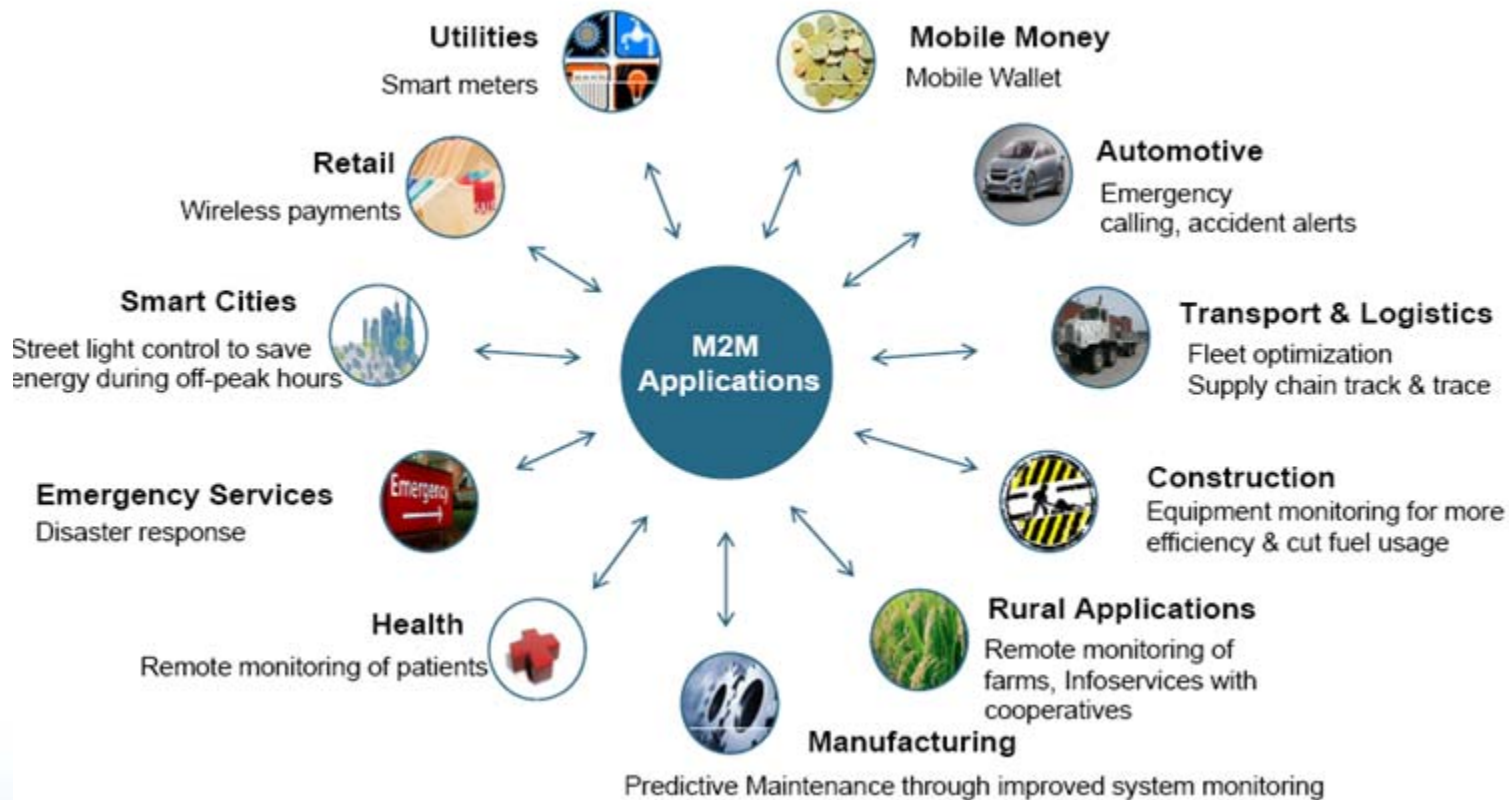 Utilities
Smart meters
Mobile Money
Mobile Wallet
Retail
Wireless payments
Automotive
Emergency
calling, accident alerts
Smart Cities
Street light control to save
energy during off-peak hours
M2M
Applications
Transport & Logistics
Fleet optimization
Supply chain track & trace
Emergency Services
Disaster response
Emergency
Construction
Equipment monitoring for more
efficiency & cut fuel usage
Health
Remote monitoring of patients
Rural Applications
Remote monitoring of
farms, Infoservices with
cooperatives
Manufacturing
Predictive Maintenance through improved system monitoring